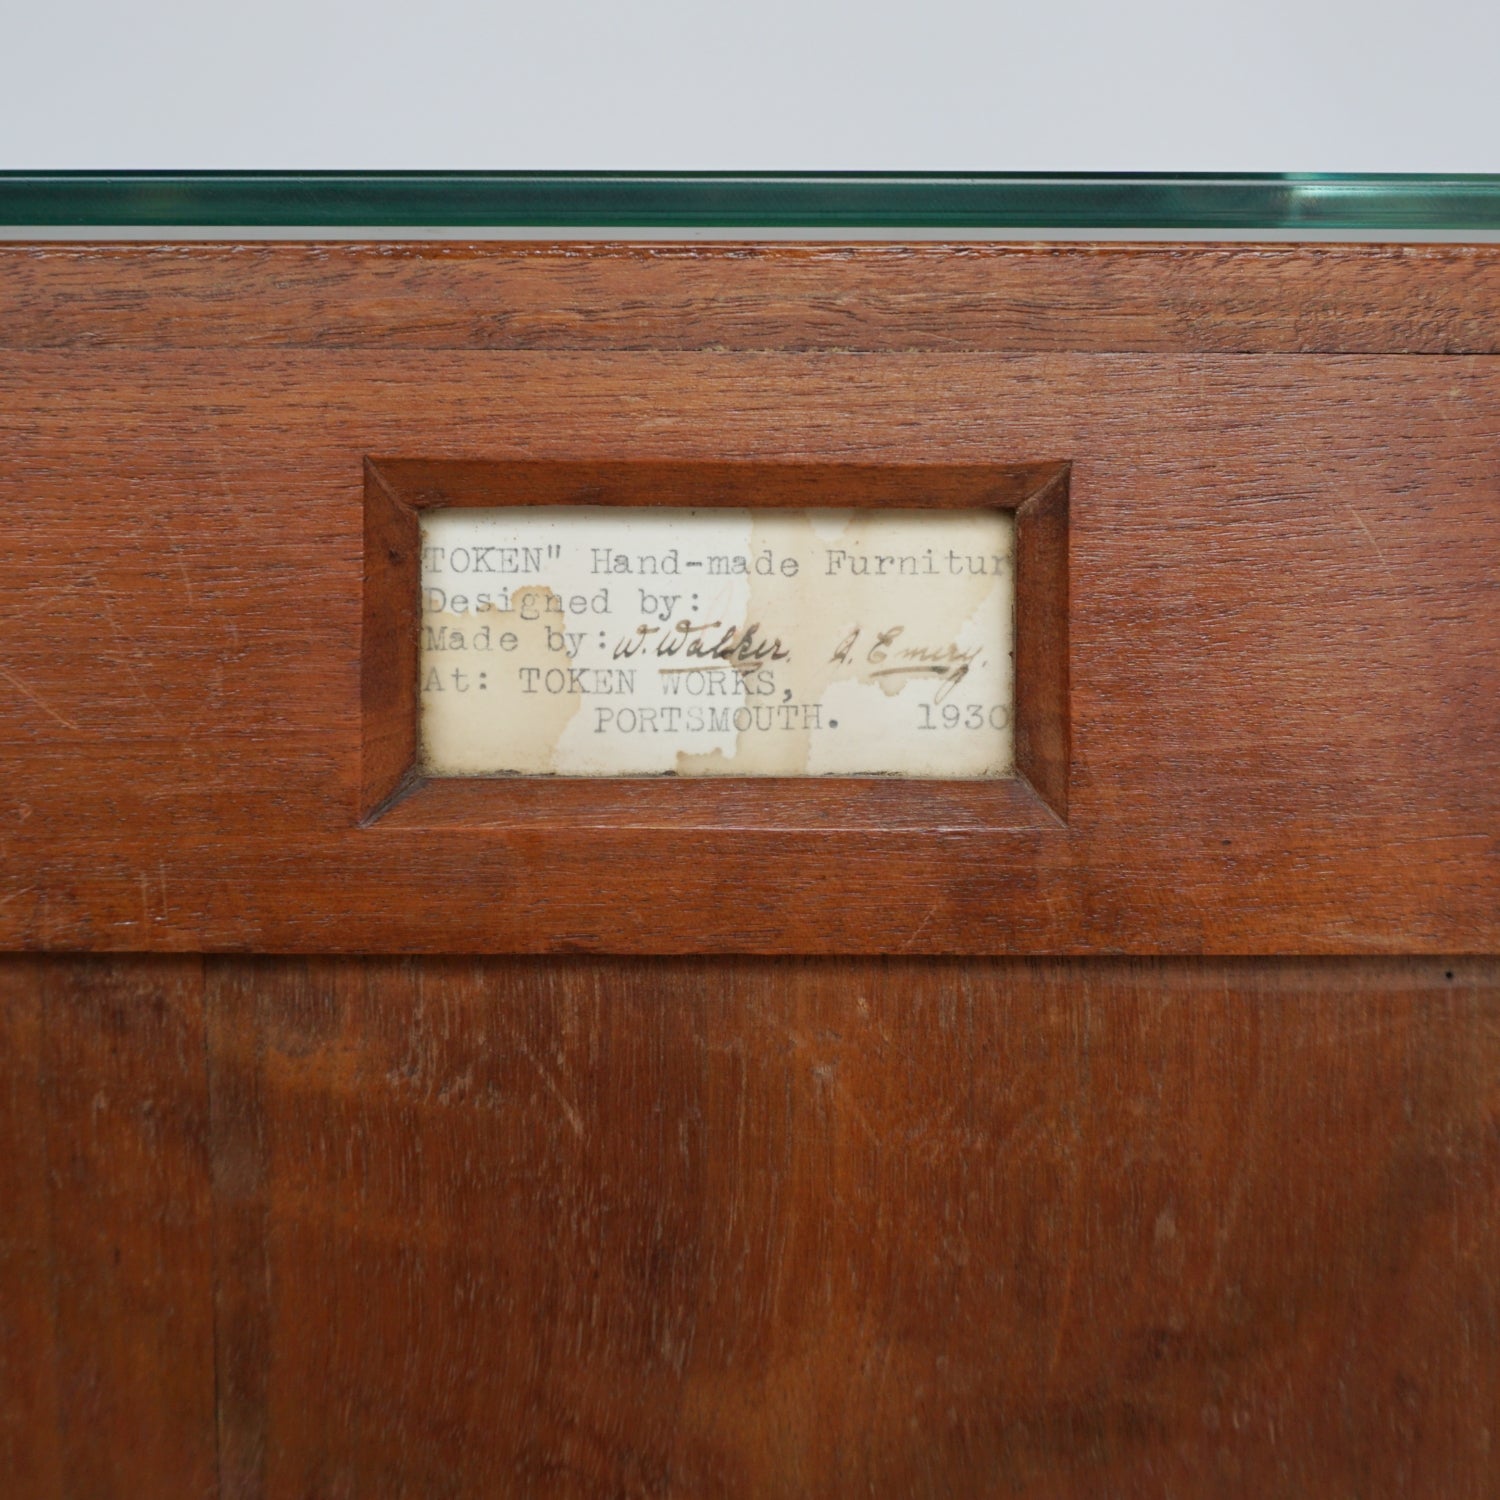 TOKEN" Hand-made Furnitur
Designed by:
Made by: W. Walker. A. Emery.
At: TOKEN WORKS,
PORTSMOUTH. 1930